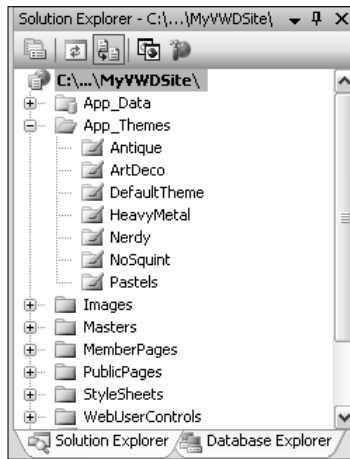 Solution Explorer - C:\...\MyVWDSite\
C:\...\MyVWDSite\
App_Data
App_Themes
Antique
ArtDeco
DefaultTheme
HeavyMetal
Nerdy
NoSquint
Pastels
Images
Masters
MemberPages
PublicPages
StyleSheets
WebUserControls
Solution Explorer Database Explorer